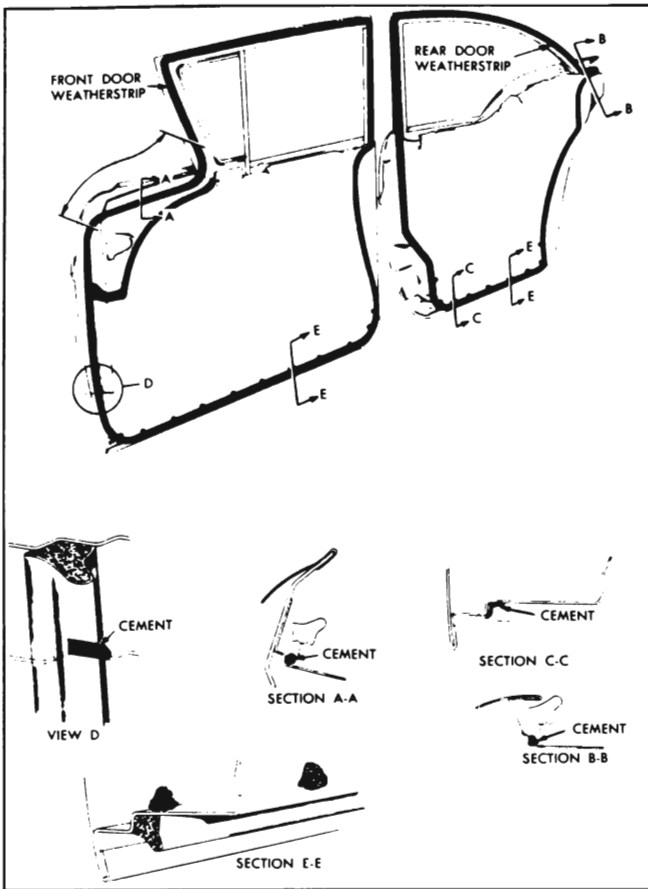 FRONT DOOR
WEATHERSTRIP
REAR DOOR
WEATHERSTRIP
B
B
A
A
E
C
E
C
E
E
D
CEMENT
VIEW D
CEMENT
SECTION A-A
CEMENT
SECTION C-C
CEMENT
SECTION B-B
SECTION E-E